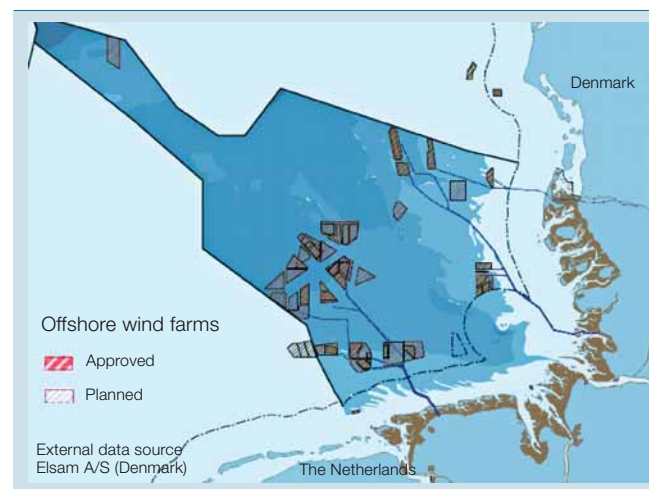 Denmark
Offshore wind farms
Approved
Planned
External data source
Elsam A/S (Denmark)
The Netherlands